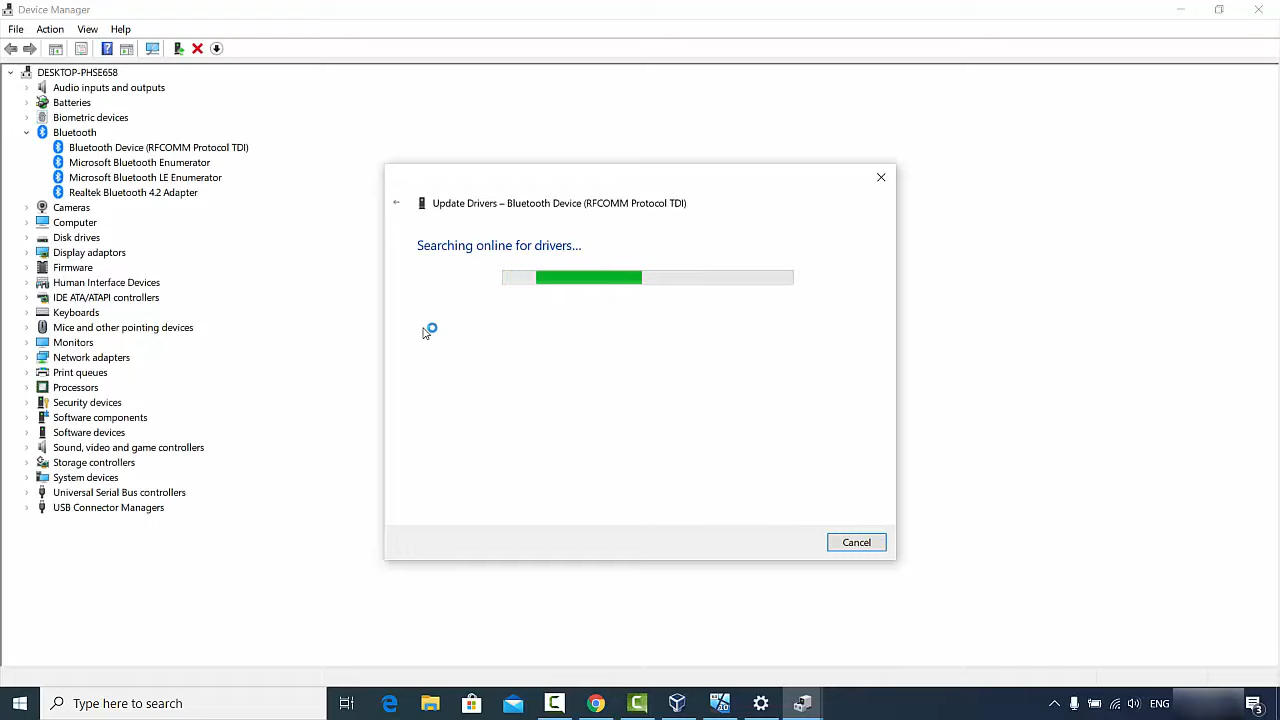 Device Manager
File Action View Help
DESKTOP-PHSE658
Audio inputs and outputs
Batteries
Biometric devices
Bluetooth
Bluetooth Device (RFCOMM Protocol TDI)
Microsoft Bluetooth Enumerator
Microsoft Bluetooth LE Enumerator
Realtek Bluetooth 4.2 Adapter
Cameras
Computer
Disk drives
Display adaptors
Firmware
Human Interface Devices
IDE ATA/ATAPI controllers
Keyboards
Mice and other pointing devices
Monitors
Network adapters
Print queues
Processors
Security devices
Software components
Software devices
Sound, video and game controllers
Storage controllers
System devices
Universal Serial Bus controllers
USB Connector Managers
Update Drivers – Bluetooth Device (RFCOMM Protocol TDI)
Searching online for drivers...
Cancel
Type here to search
ENG
3